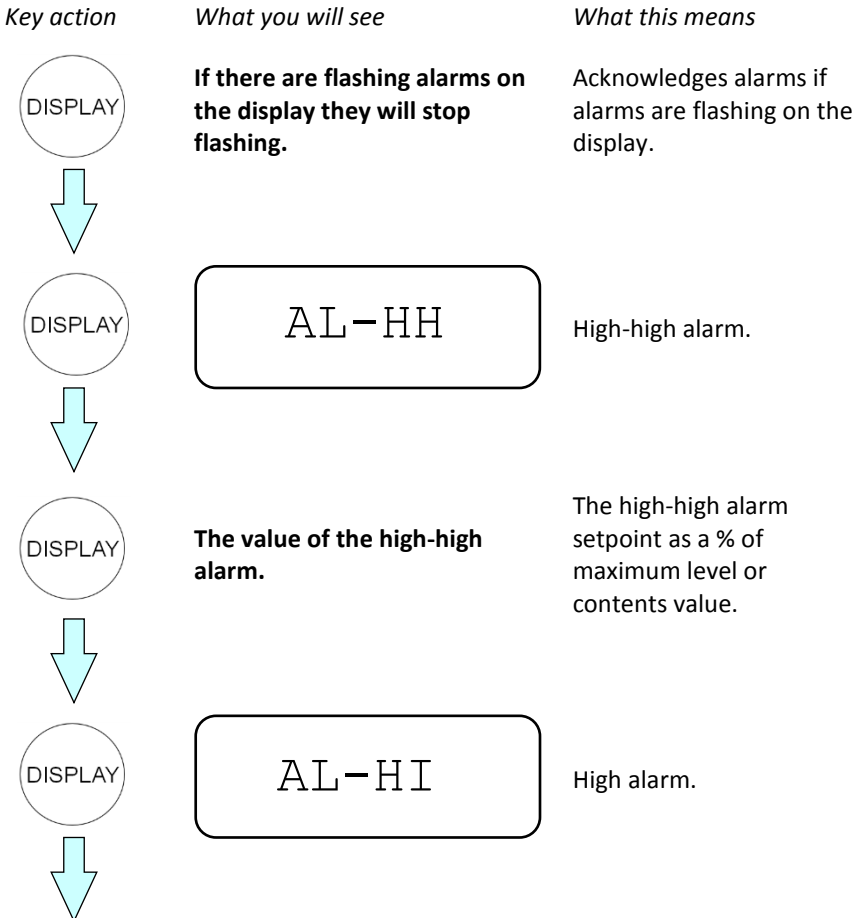 Key action What you will see What this means
DISPLAY
If there are flashing alarms on
the display they will stop
flashing.
Acknowledges alarms if
alarms are flashing on the
display.
DISPLAY
AL-HH
High-high alarm.
DISPLAY
The value of the high-high
alarm.
The high-high alarm
setpoint as a % of
maximum level or
contents value.
DISPLAY
AL-HI
High alarm.